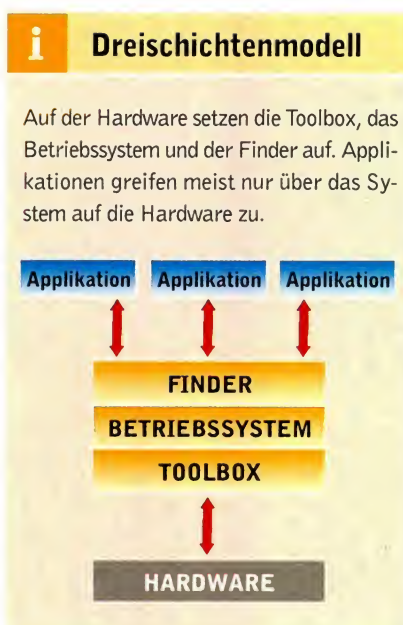 i Dreischichtenmodell
Auf der Hardware setzen die Toolbox, das
Betriebssystem und der Finder auf. Appli-
kationen greifen meist nur über das Sy-
stem auf die Hardware zu.
Applikation Applikation Applikation
FINDER
BETRIEBSSYSTEM
TOOLBOX
HARDWARE